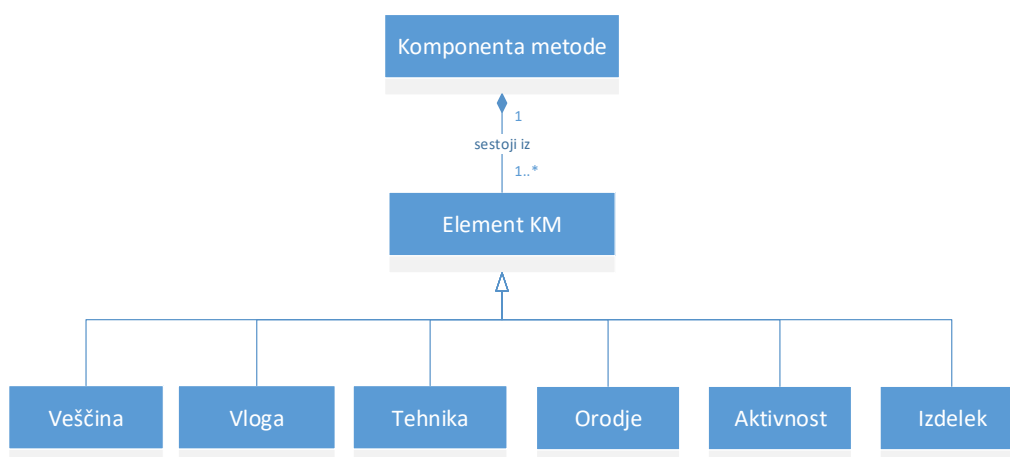 Komponenta metode
1
sestoji iz
1..*
Element KM
Veščina
Vloga
Tehnika
Orodje
Aktivnost
Izdelek